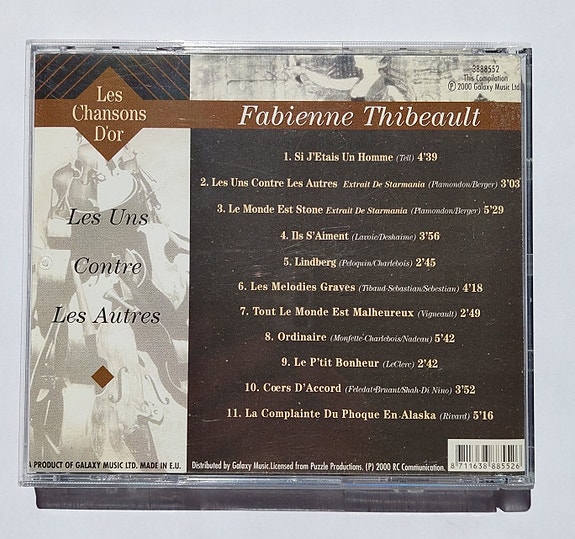 Les
Chansons
D'or
3888552
This Compilation
Ⓟ 2000 Galaxy Music Ltd
Fabienne Thibeault
Les Uns
Contre
Les Autres
1. Si J'Etais Un Homme (Tell) 4'39
2. Les Uns Contre Les Autres Extrait De Starmania (Plamondon/Berger) 3'03
3. Le Monde Est Stone Extrait De Starmania (Plamondon/Berger) 5'29
4. Ils S'Aiment (Lavoie/Deshaime) 3'56
5. Lindberg (Peloquin/Charlebois) 2'45
6. Les Melodies Graves (Tibaud-Sebastian/Sebestian) 4'18
7. Tout Le Monde Est Malheureux (Vigneault) 2'49
8. Ordinaire (Monfette-Charlebois/Nadeau) 5'42
9. Le P'tit Bonheur (LeClerc) 2'42
10. Cœrs D'Accord (Feledat-Bruant/Shah-Di Nino) 3'52
11. La Complainte Du Phoque En Alaska (Rivard) 5'16
A PRODUCT OF GALAXY MUSIC LTD. MADE IN E.U.
Distributed by Galaxy Music.Licensed from Puzzle Productions. (P) 2000 RC Communication.
8 711638 885526